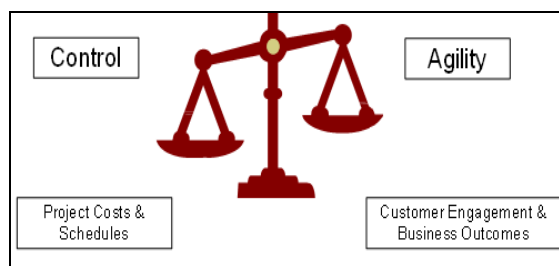 Control
Agility
Project Costs &
Schedules
Customer Engagement &
Business Outcomes